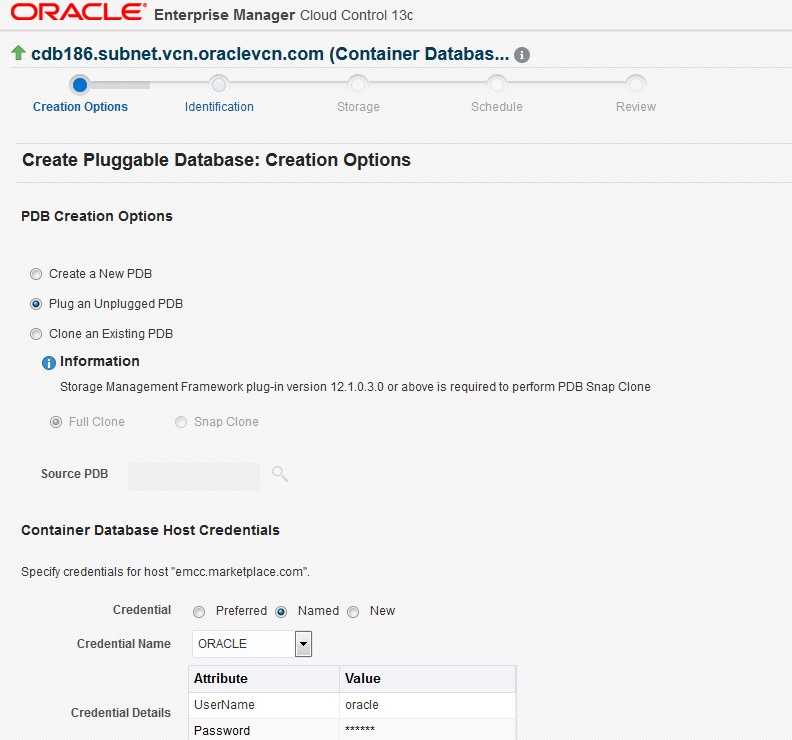 ORACLE® Enterprise Manager Cloud Control 13c
cdb186.subnet.vcn.oraclevcn.com (Container Databas... i
Creation Options Identification Storage Schedule Review
Create Pluggable Database: Creation Options
PDB Creation Options
Create a New PDB
Plug an Unplugged PDB
Clone an Existing PDB
i Information
Storage Management Framework plug-in version 12.1.0.3.0 or above is required to perform PDB Snap Clone
Full Clone Snap Clone
Source PDB
Container Database Host Credentials
Specify credentials for host "emcc.marketplace.com".
Credential Preferred Named New
Credential Name ORACLE
Attribute Value
UserName oracle
Credential Details
Password ******